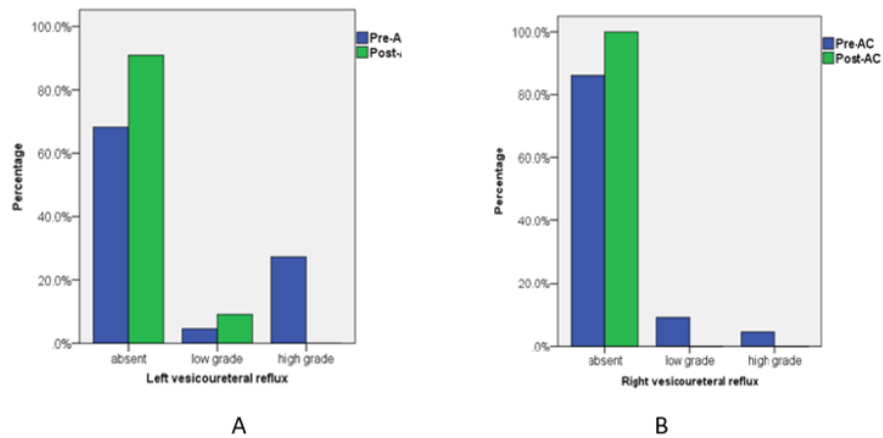 100.0%
80.0%
60.0%
40.0%
20.0%
.0%
Percentage
absent low grade high grade
Left vesicoureteral reflux
Pre-A
Post-
A
100.0%
80.0%
60.0%
40.0%
20.0%
.0%
Percentage
absent low grade high grade
Right vesicoureteral reflux
Pre-AC
Post-AC
B